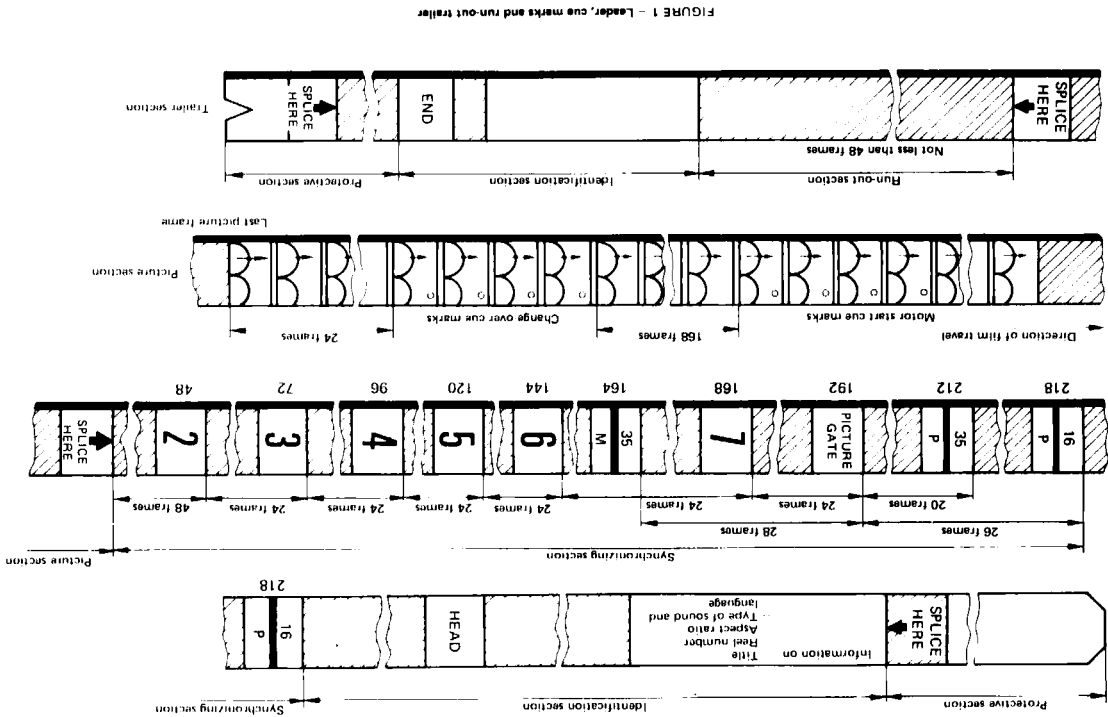 Protective section
Identification section
Synchronizing section
SPLICE HERE
Information on
Title
Reel number
Aspect ratio
Type of sound and
language
HEAD
16 P
218
Synchronizing section
Picture section
26 frames
28 frames
20 frames
24 frames
24 frames
24 frames
24 frames
24 frames
24 frames
48 frames
16 P
35 P
PICTURE GATE
7
35 M
6
5
4
3
2
SPLICE HERE
218 212 192 168 164 144 120 96 72 48
Direction of film travel
Motor start cue marks
168 frames
Change-over cue marks
24 frames
Picture section
Last picture frame
Run-out section
Identification section
Protective section
Not less than 48 frames
SPLICE HERE
END
SPLICE HERE
Trailer section
FIGURE 1 – Leader, cue marks and run-out trailer